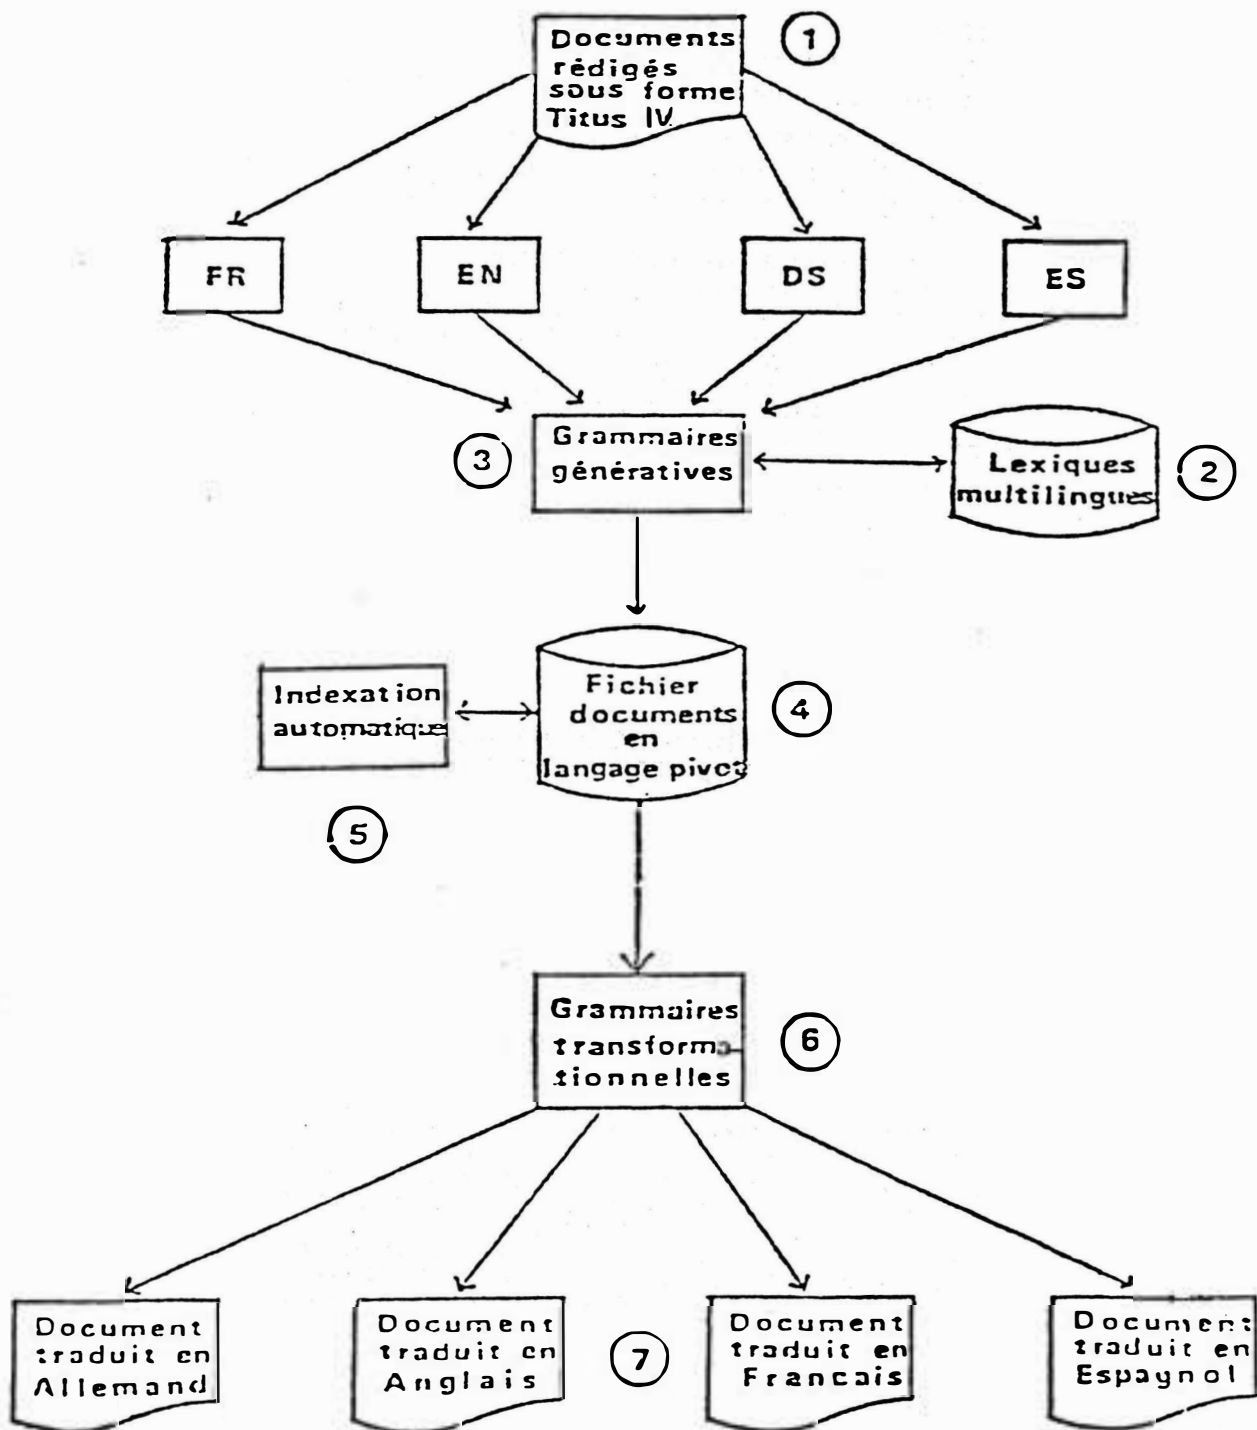 Documents
rédigés
sous forme
Titus IV
1
FR
EN
DS
ES
3
Grammaires
génératives
Lexiques
multilingues
2
Indexation
automatique
5
Fichier
documents
en
langage pivot
4
Grammaires
transforma-
tionnelles
6
Document
traduit en
Allemand
Document
traduit en
Anglais
7
Document
traduit en
Francais
Document
traduit en
Espagnol